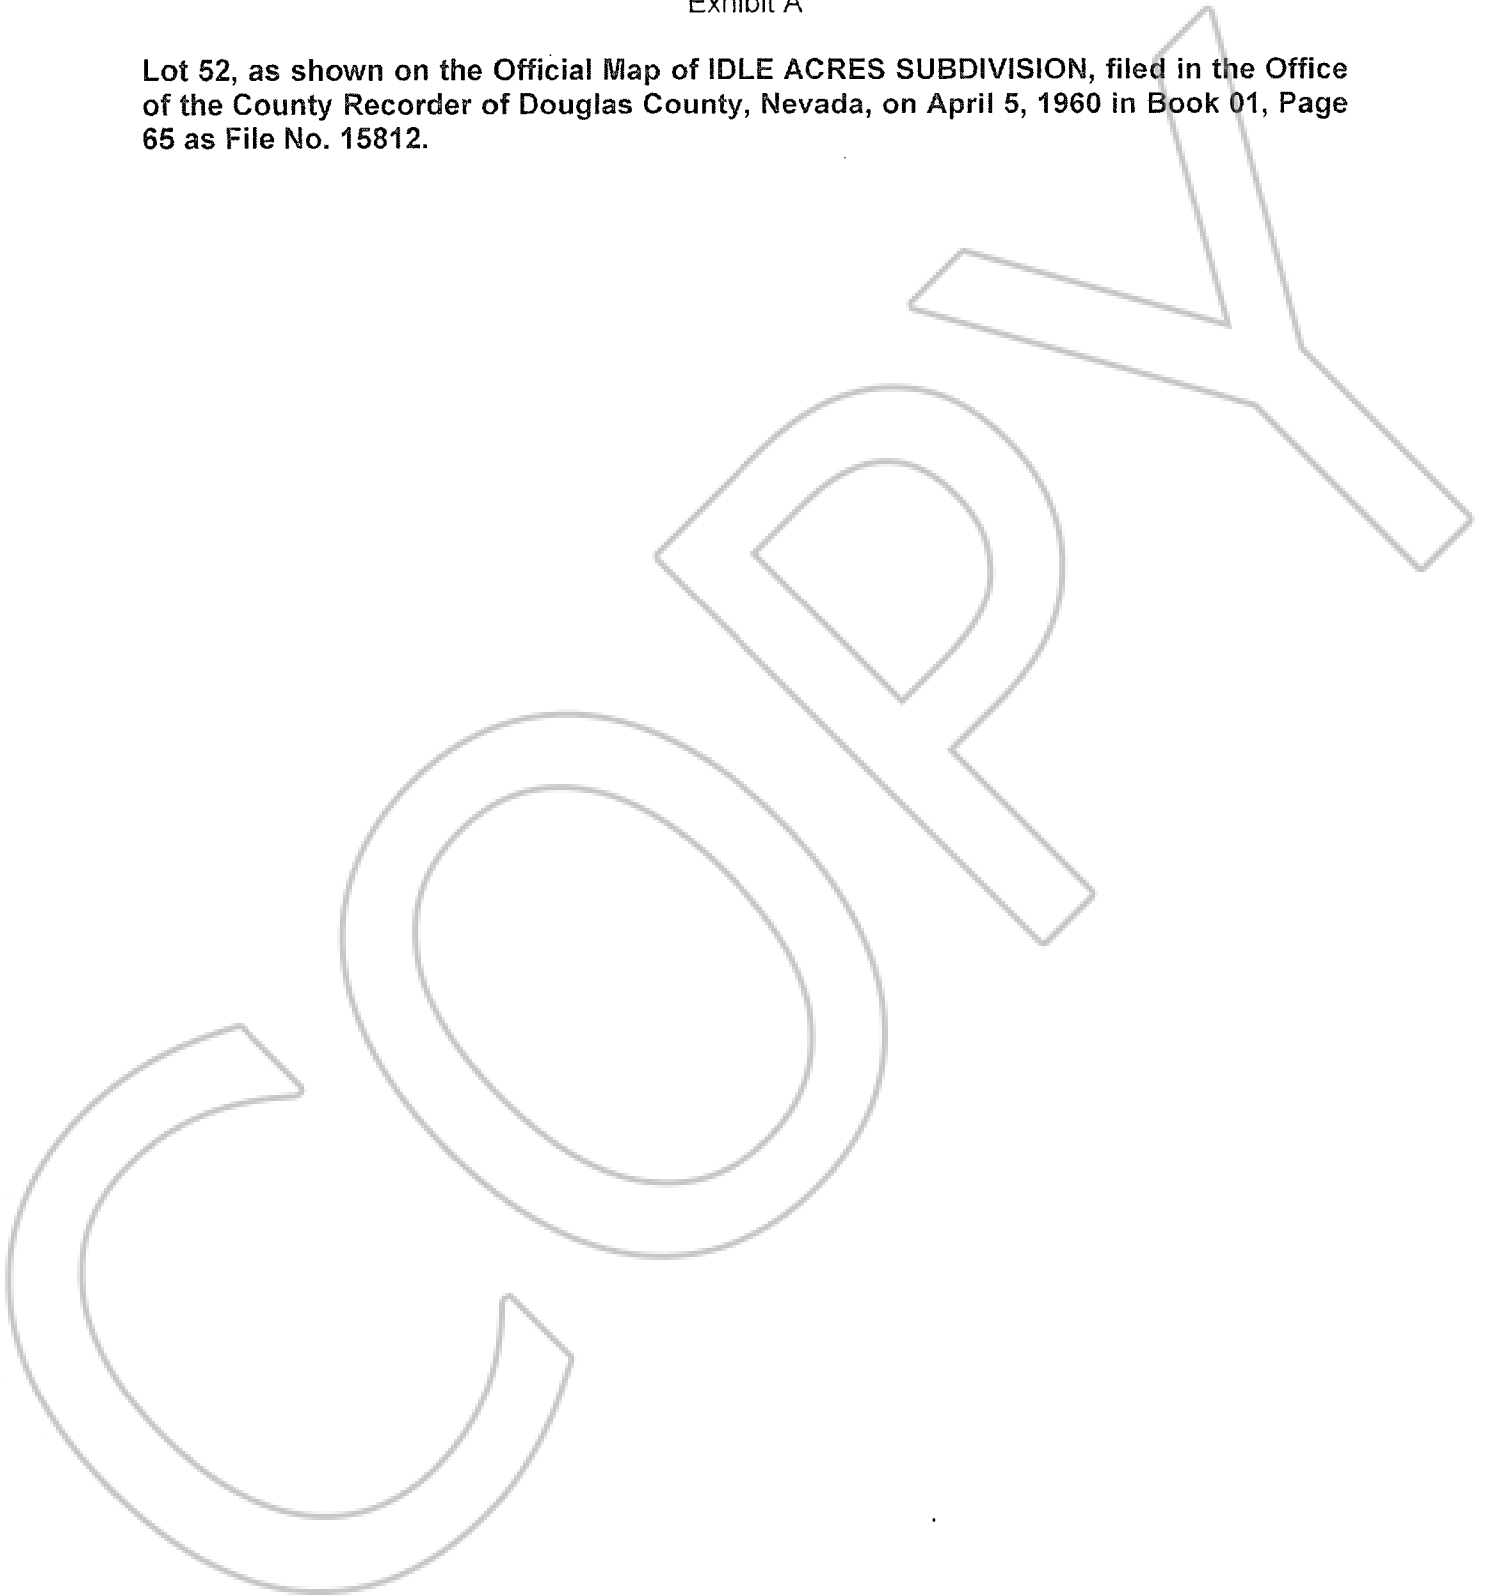 Exhibit A
Lot 52, as shown on the Official Map of IDLE ACRES SUBDIVISION, filed in the Office
of the County Recorder of Douglas County, Nevada, on April 5, 1960 in Book 01, Page
65 as File No. 15812.
COPY